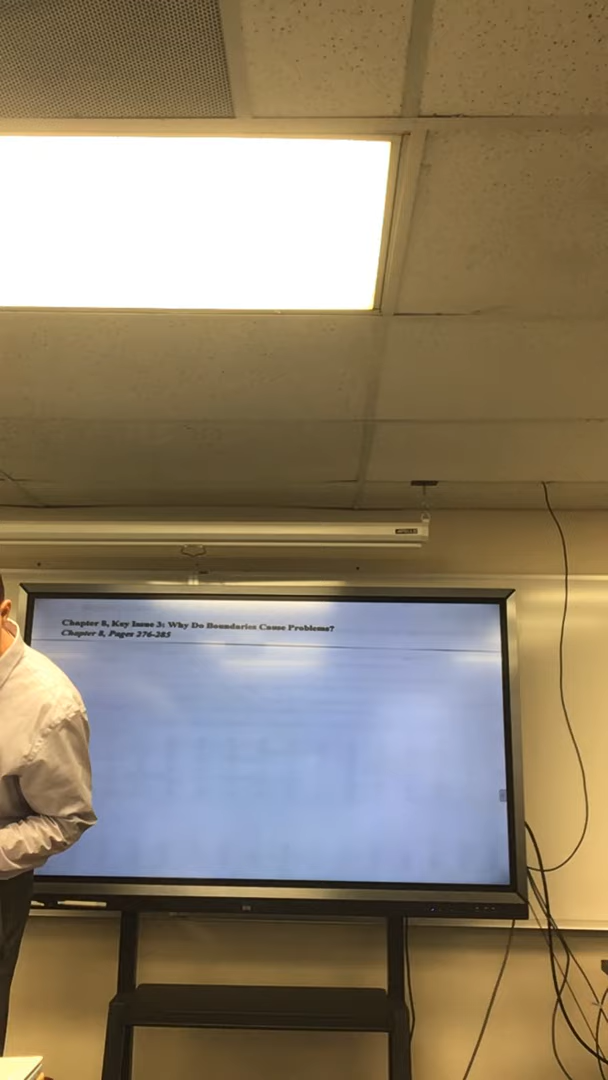 Chapter 8, Key Issue 3: Why Do Boundaries Cause Problems?
Chapter 8, Pages 276-285